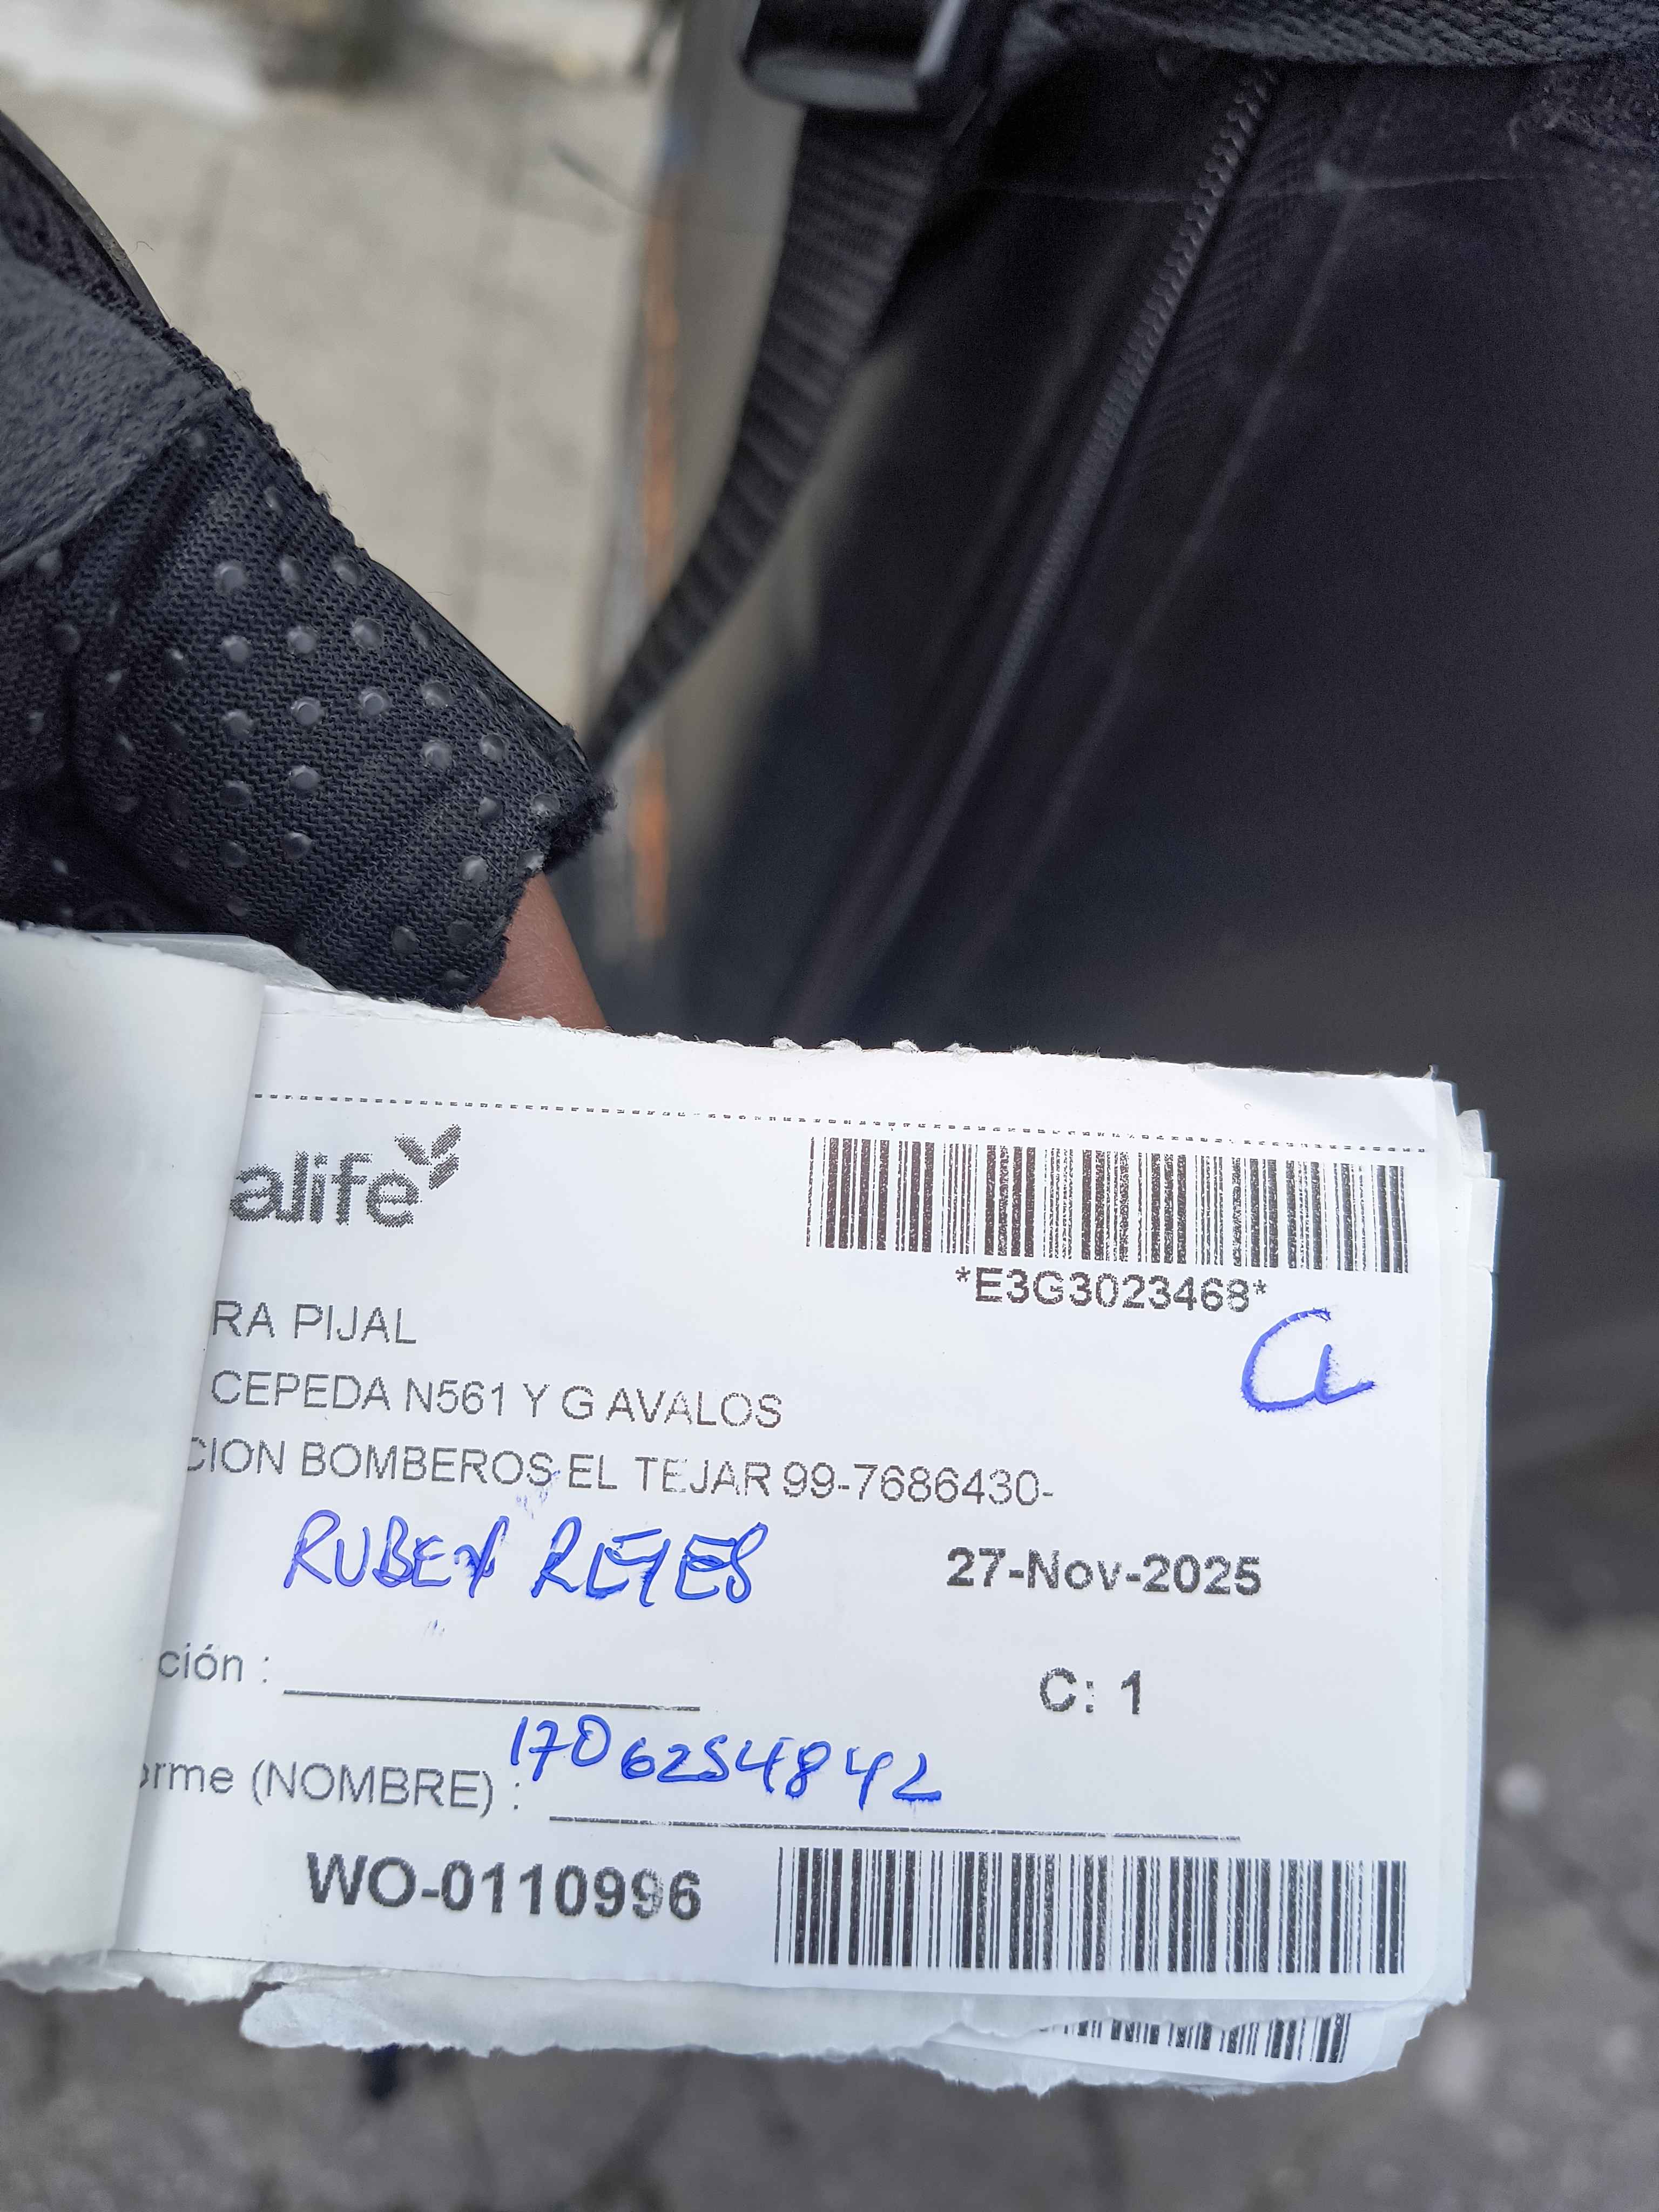 alife
*E3G3023468*
RA PIJAL
CEPEDA N561 Y G AVALOS
CION BOMBEROS EL TEJAR 99-7686430-
RUBEN REYES
27-Nov-2025
ción :
C: 1
1706254842
orme (NOMBRE) :
WO-0110996